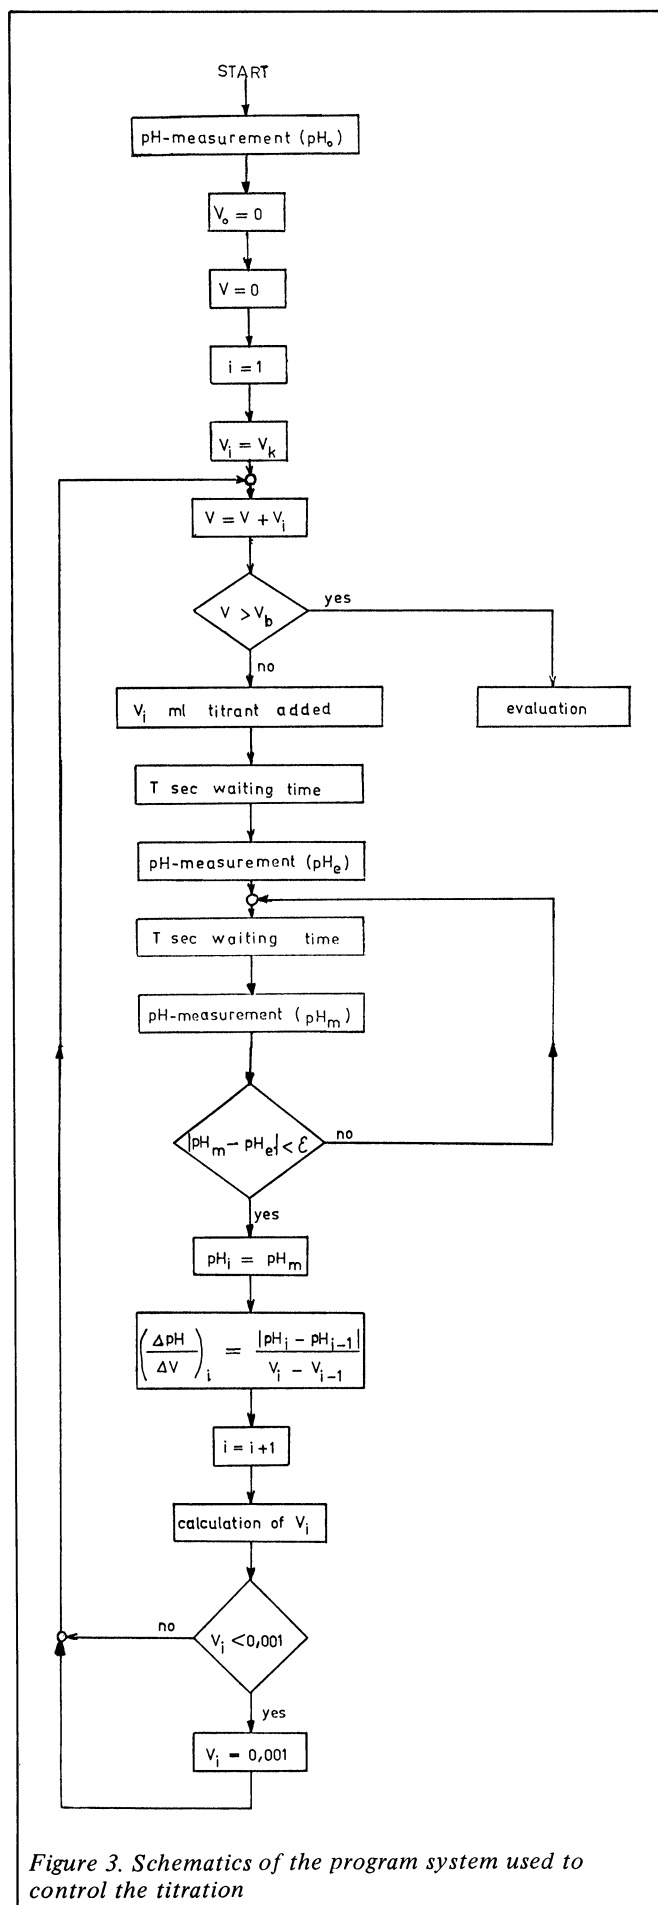 START
pH-measurement (pHₒ)
Vₒ = 0
V = 0
i = 1
Vᵢ = Vₖ
V = V + Vᵢ
V > V_b
yes
no
Vᵢ ml titrant added
evaluation
T sec waiting time
pH-measurement (pHₑ)
T sec waiting time
pH-measurement (pHₘ)
|pHₘ − pHₑ| < ℰ
no
yes
pHᵢ = pHₘ
(ΔpH/ΔV)ᵢ = |pHᵢ − pHᵢ₋₁| / Vᵢ − Vᵢ₋₁
i = i+1
calculation of Vᵢ
no
Vᵢ < 0,001
yes
Vᵢ = 0,001
Figure 3. Schematics of the program system used to
control the titration